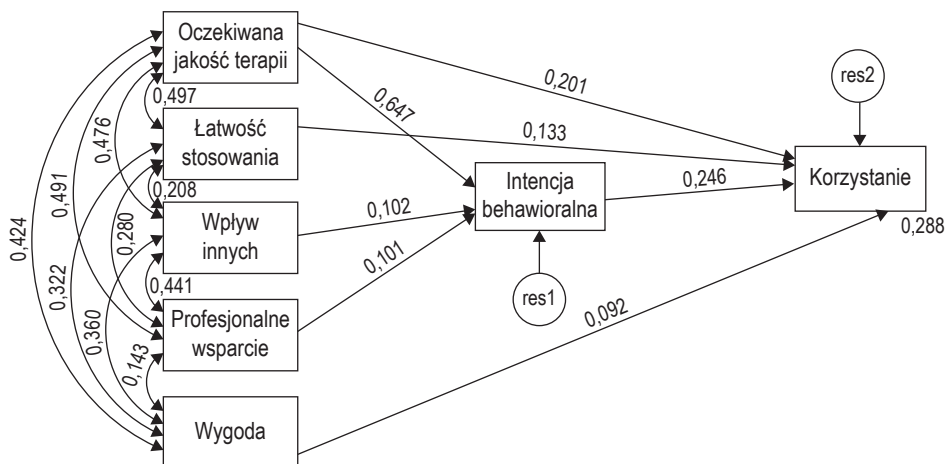 Oczekiwana
jakość terapii
Łatwość
stosowania
Wpływ
innych
Profesjonalne
wsparcie
Wygoda
Intencja
behawioralna
Korzystanie
res1
res2
0,497
0,476
0,491
0,424
0,208
0,280
0,322
0,441
0,360
0,143
0,201
0,647
0,133
0,102
0,101
0,246
0,092
0,288